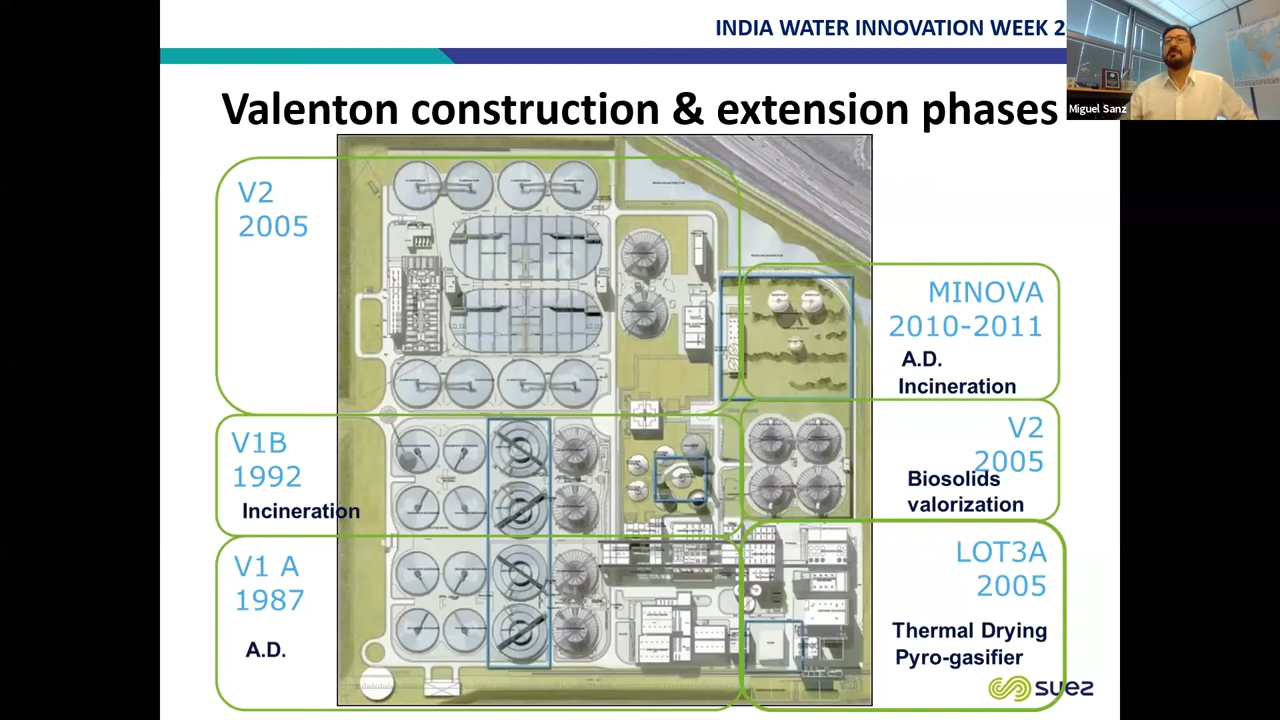 INDIA WATER INNOVATION WEEK 2
Miguel Sanz
Valenton construction & extension phases
V2
2005
V1B
1992
Incineration
V1 A
1987
A.D.
MINOVA
2010-2011
A.D.
Incineration
V2
2005
Biosolids
valorization
LOT3A
2005
Thermal Drying
Pyro-gasifier
suez